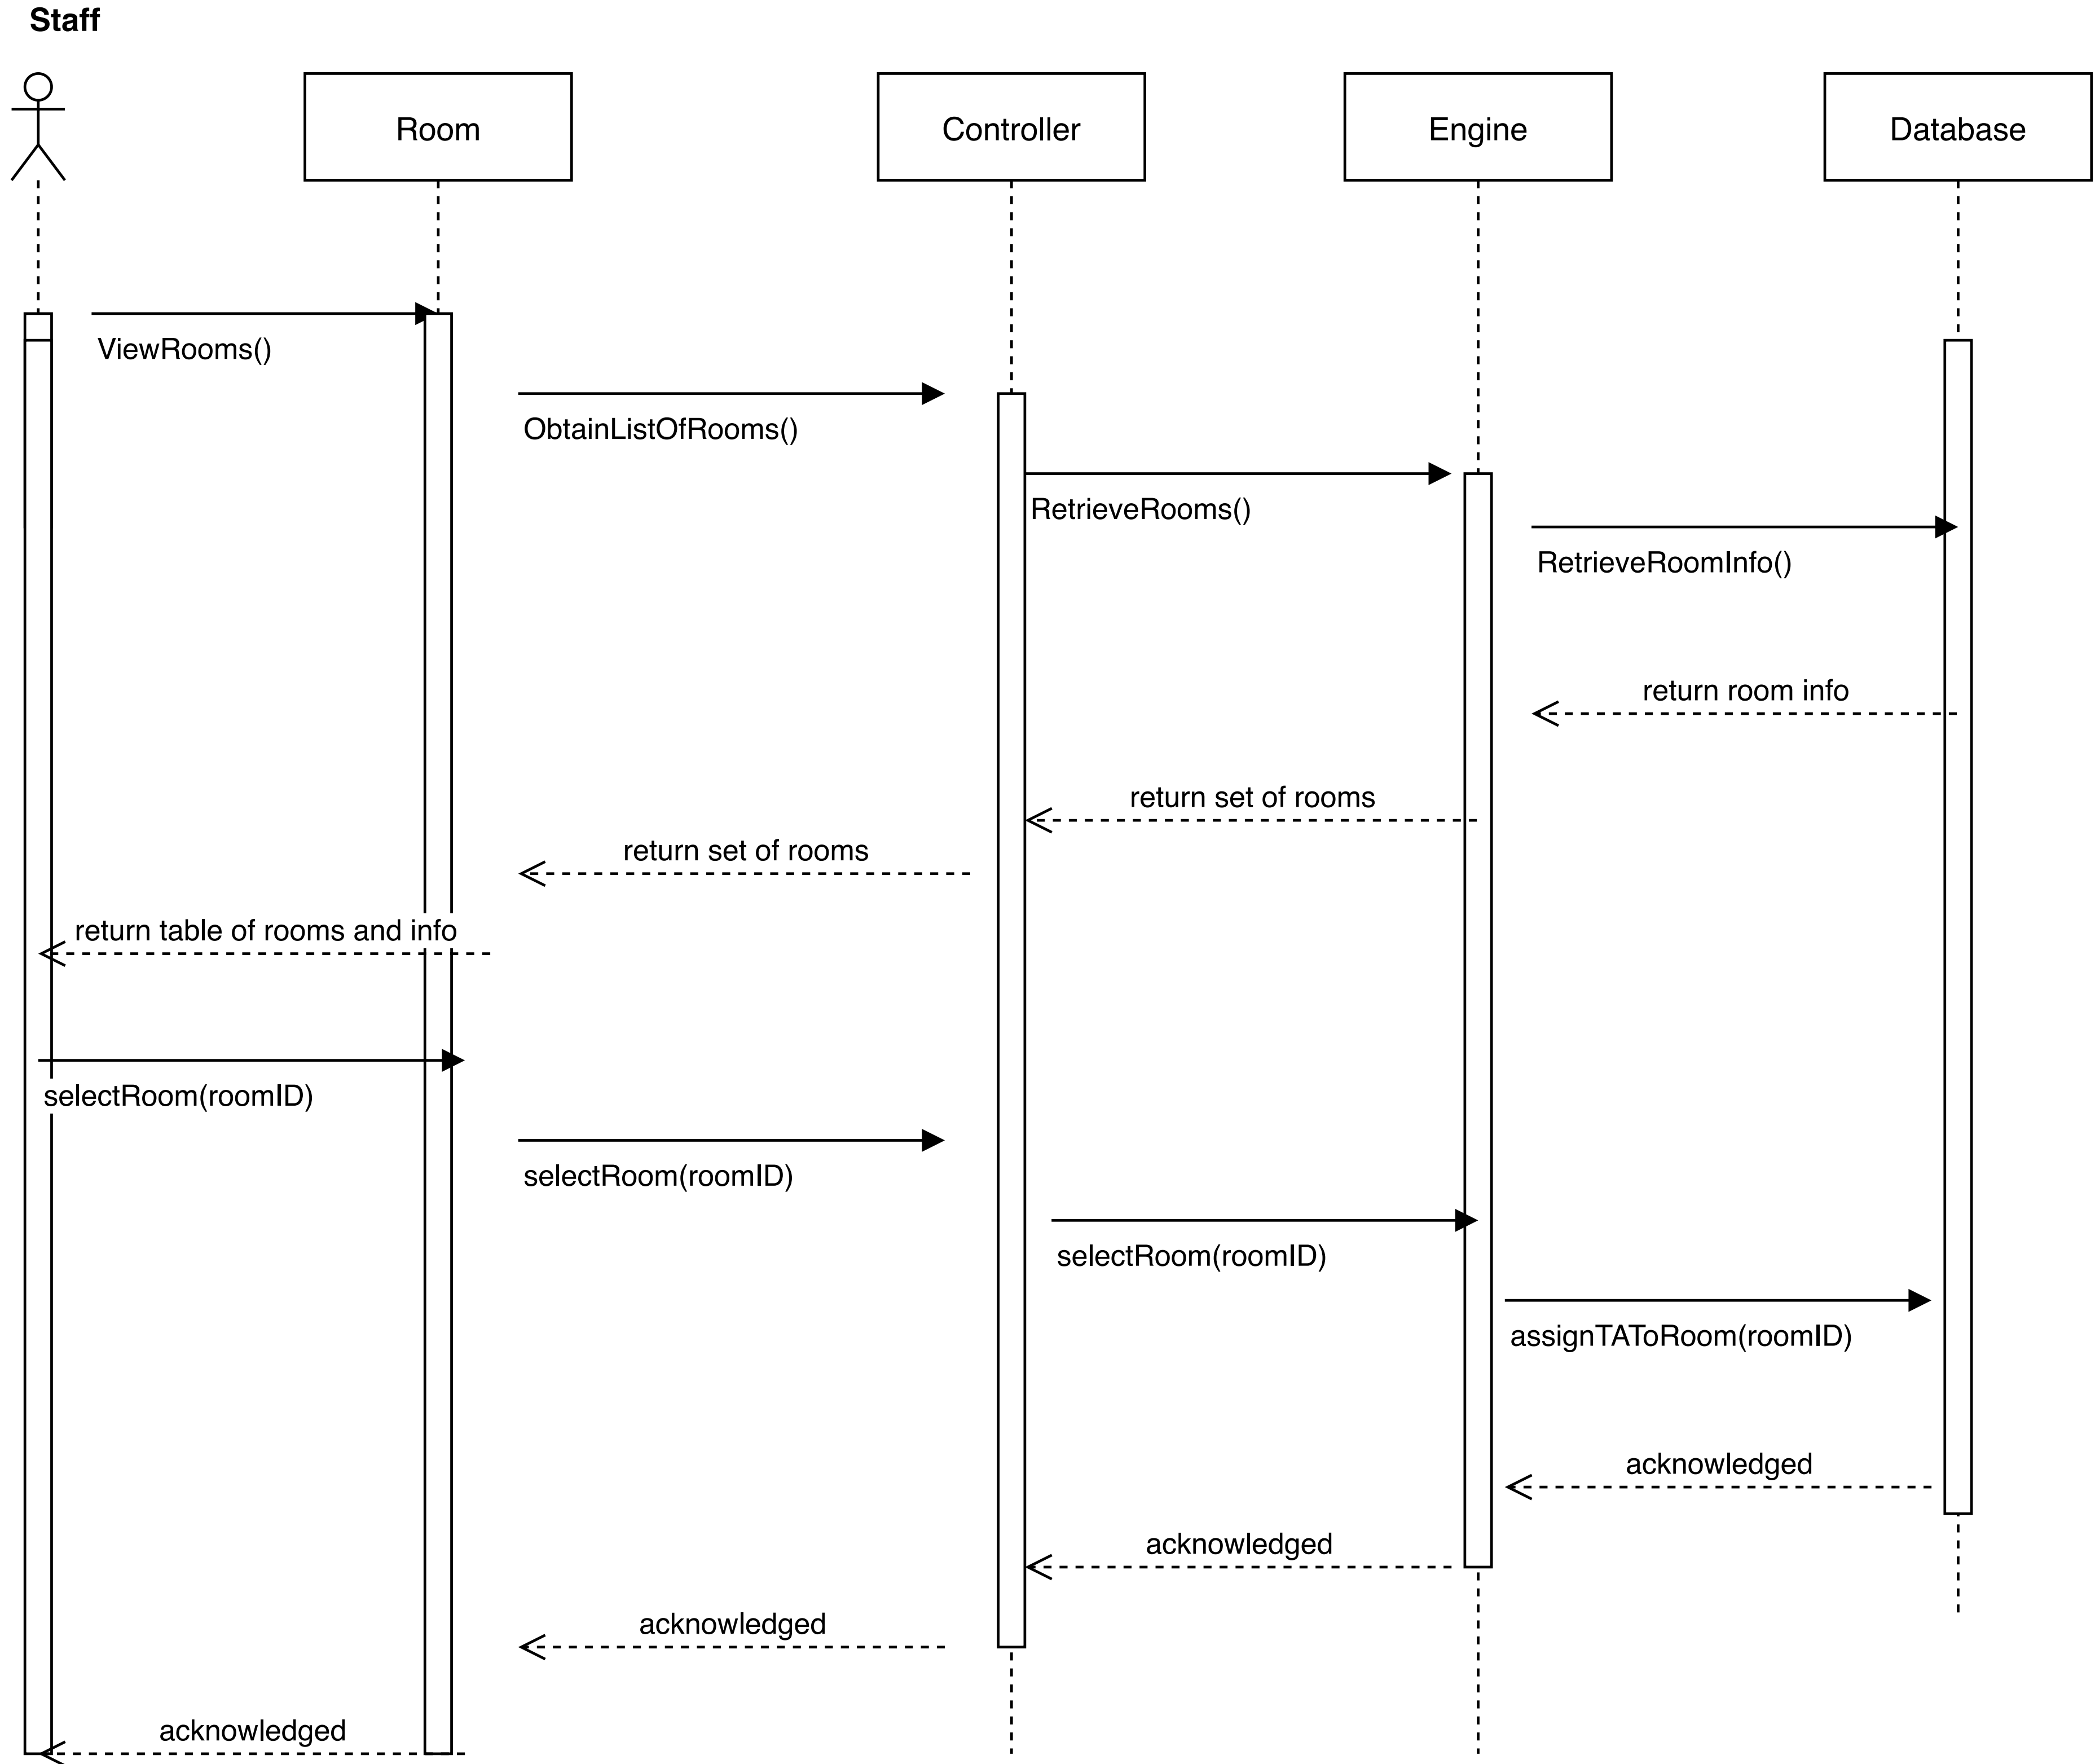 Staff
Room
Controller
Engine
Database
ViewRooms()
ObtainListOfRooms()
RetrieveRooms()
RetrieveRoomInfo()
return room info
return set of rooms
return set of rooms
return table of rooms and info
selectRoom(roomID)
selectRoom(roomID)
selectRoom(roomID)
assignTAToRoom(roomID)
acknowledged
acknowledged
acknowledged
acknowledged